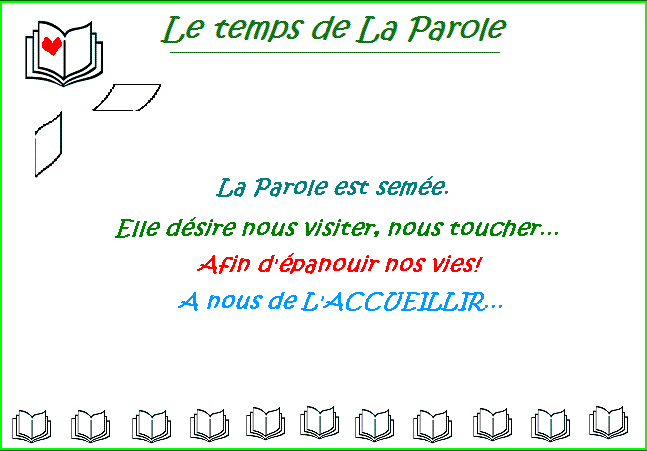 Le temps de La Parole
La Parole est semée.
Elle désire nous visiter, nous toucher...
Afin d'épanouir nos vies!
A nous de L'ACCUEILLIR...